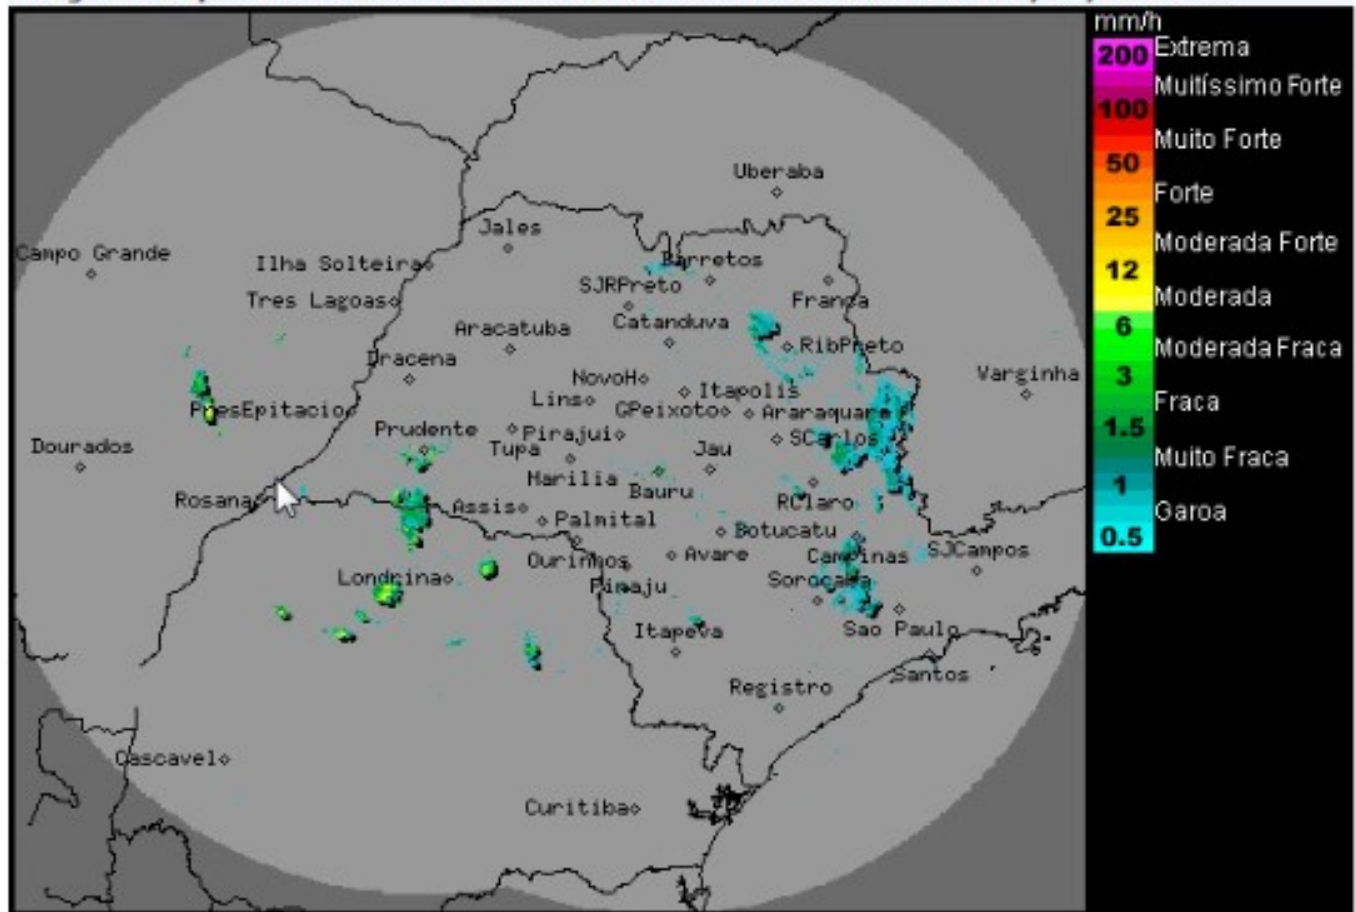 mm/h
200 Extrema
Muitíssimo Forte
100
Muito Forte
50
Forte
25
Moderada Forte
12
Moderada
6
Moderada Fraca
3
Fraca
1.5
Muito Fraca
1
Garoa
0.5
Uberaba
Jales
Campo Grande
Ilha Solteira
Barretos
SJRPreto
Tres Lagoas
Franca
Aracatuba
Catanduva
RibPreto
Dracena
Varginha
NovoH
Itapolis
Lins
GPeixoto
Araraquara
PresEpitacio
Prudente
Pirajui
SCarlos
Dourados
Tupa
Jau
Marilia
Bauru
Rosana
RClaro
Assis
Palmital
Botucatu
Ourinhos
Avare
Campinas
SJCampos
Londrina
Piraju
Sorocaba
Itapeva
Sao Paulo
Santos
Registro
Cascavel
Curitiba